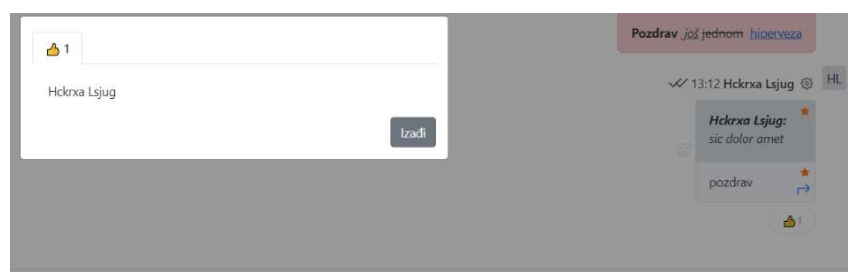 👍 1
Hckrxa Lsjug
Izađi
Pozdrav još jednom hiperveza
13:12 Hckrxa Lsjug
HL
Hckrxa Lsjug:
sic dolor amet
pozdrav
👍 1